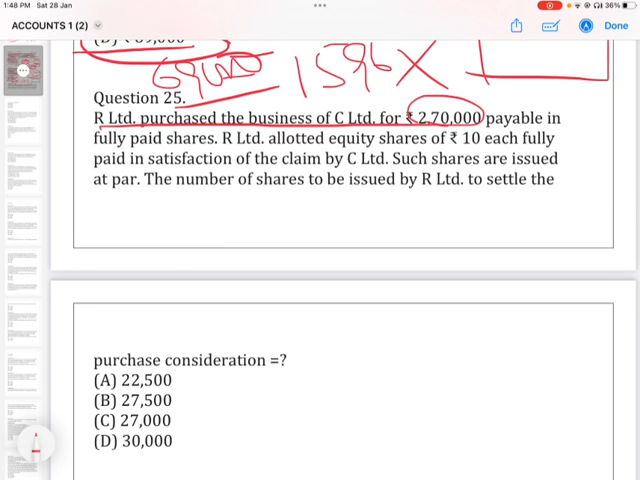 1:48 PM Sat 28 Jan
36%
ACCOUNTS 1 (2)
Done
69,000 15% X
Question 25.
R Ltd. purchased the business of C Ltd. for ₹ 2,70,000 payable in
fully paid shares. R Ltd. allotted equity shares of ₹ 10 each fully
paid in satisfaction of the claim by C Ltd. Such shares are issued
at par. The number of shares to be issued by R Ltd. to settle the
purchase consideration =?
(A) 22,500
(B) 27,500
(C) 27,000
(D) 30,000